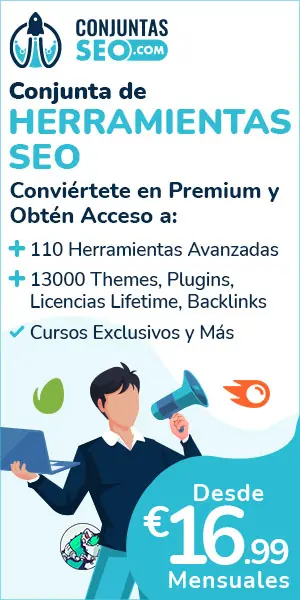 CONJUNTAS
SEO.COM
Conjunta de
HERRAMIENTAS
SEO
Conviértete en Premium y
Obtén Acceso a:
+ 110 Herramientas Avanzadas
+ 13000 Themes, Plugins,
Licencias Lifetime, Backlinks
✓ Cursos Exclusivos y Más
Desde
€16.99
Mensuales